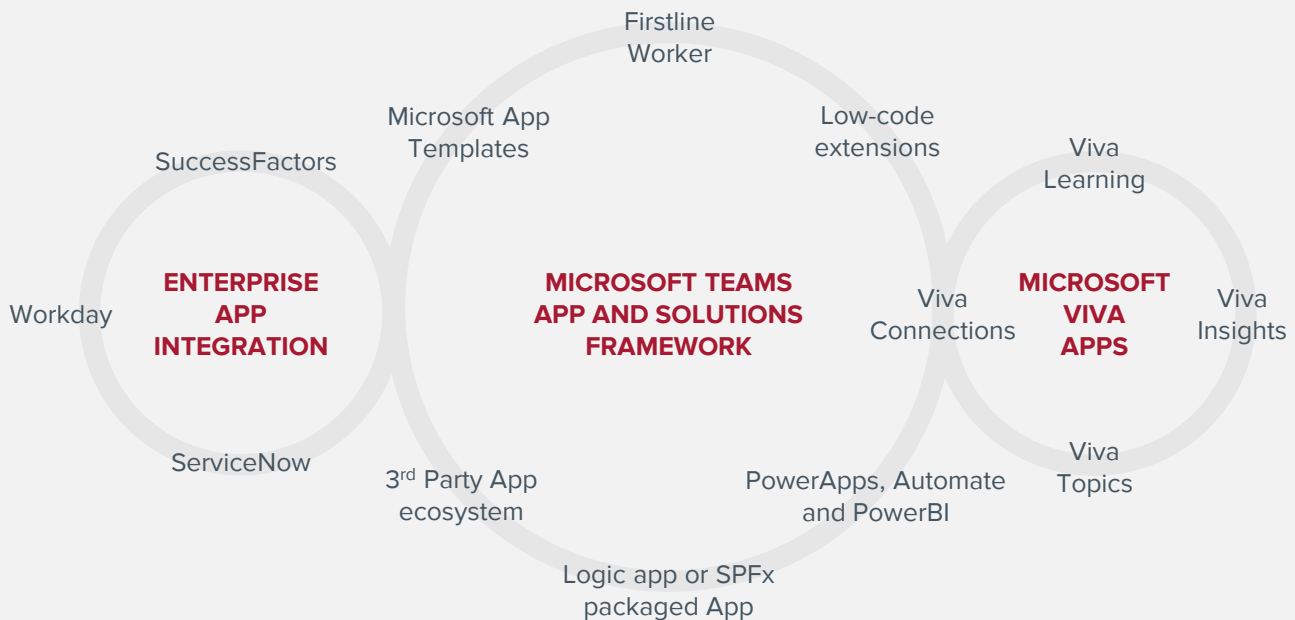 Firstline
Worker
Microsoft App
Templates
Low-code
extensions
SuccessFactors
Viva
Learning
Workday
ENTERPRISE
APP
INTEGRATION
MICROSOFT TEAMS
APP AND SOLUTIONS
FRAMEWORK
Viva
Connections
MICROSOFT
VIVA
APPS
Viva
Insights
ServiceNow
3rd Party App
ecosystem
PowerApps, Automate
and PowerBI
Viva
Topics
Logic app or SPFx
packaged App